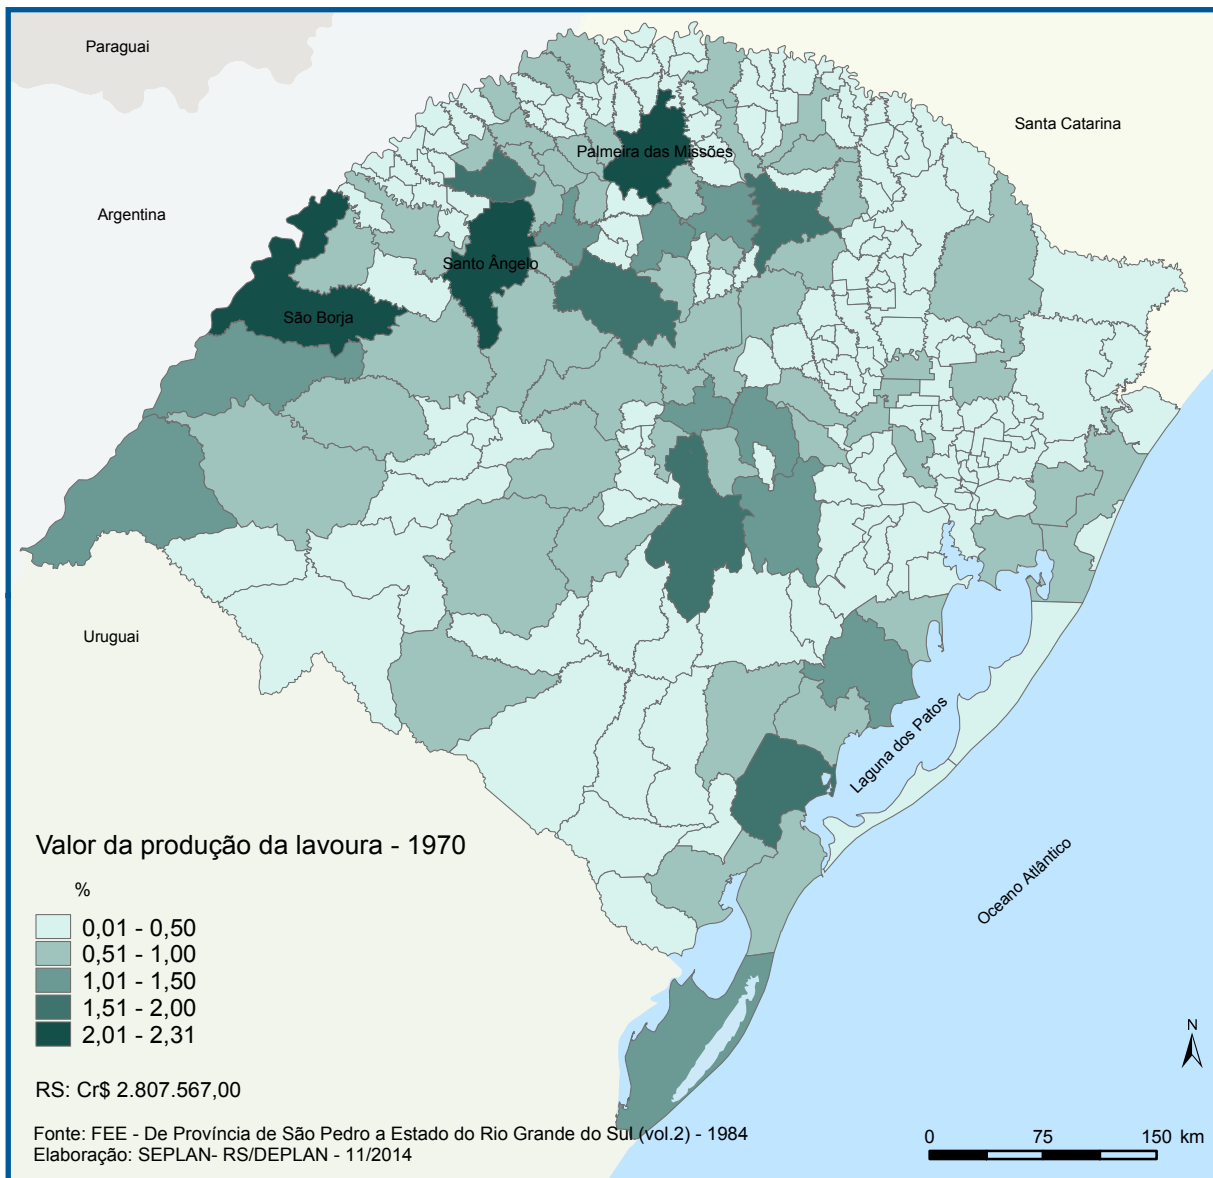 Paraguai
Santa Catarina
Palmeira das Missões
Argentina
Santo Ângelo
São Borja
Uruguai
Laguna dos Patos
Oceano Atlântico
Valor da produção da lavoura - 1970
%
0,01 - 0,50
0,51 - 1,00
1,01 - 1,50
1,51 - 2,00
2,01 - 2,31
RS: Cr$ 2.807.567,00
Fonte: FEE - De Província de São Pedro a Estado do Rio Grande do Sul (vol.2) - 1984
Elaboração: SEPLAN- RS/DEPLAN - 11/2014
N
0 75 150 km